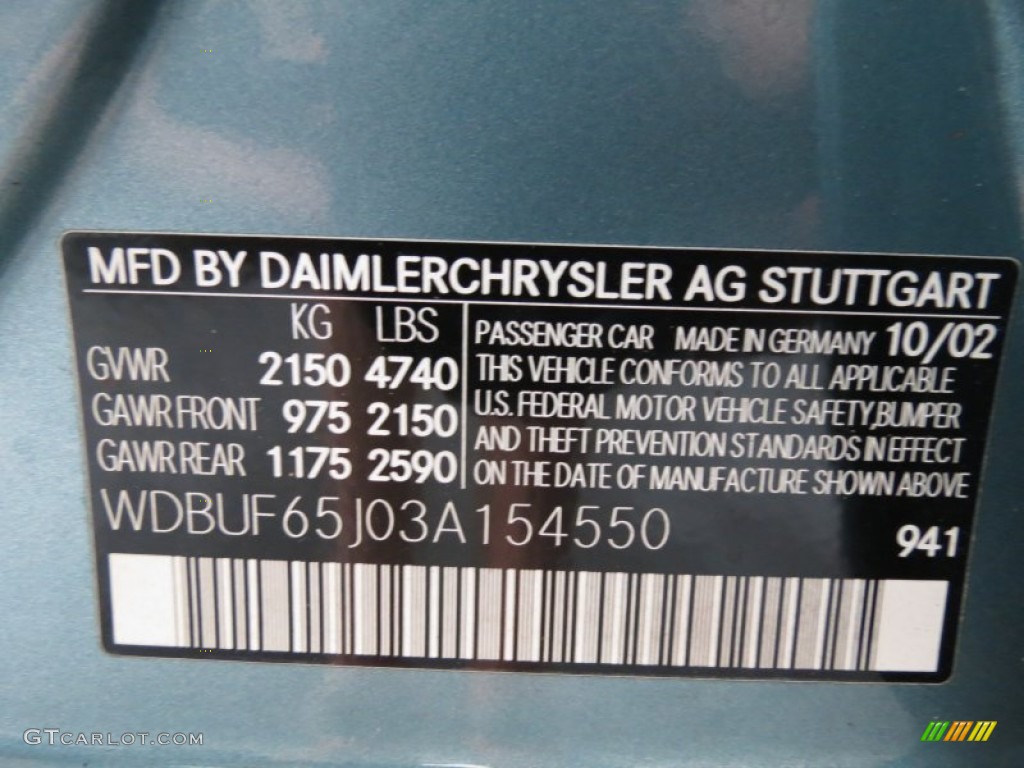 MFD BY DAIMLERCHRYSLER AG STUTTGART
KG LBS
GVWR 2150 4740
GAWR FRONT 975 2150
GAWR REAR 1175 2590
PASSENGER CAR MADE IN GERMANY 10/02
THIS VEHICLE CONFORMS TO ALL APPLICABLE
U.S. FEDERAL MOTOR VEHICLE SAFETY,BUMPER
AND THEFT PREVENTION STANDARDS IN EFFECT
ON THE DATE OF MANUFACTURE SHOWN ABOVE
WDBUF65J03A154550
941
GTCARLOT.COM